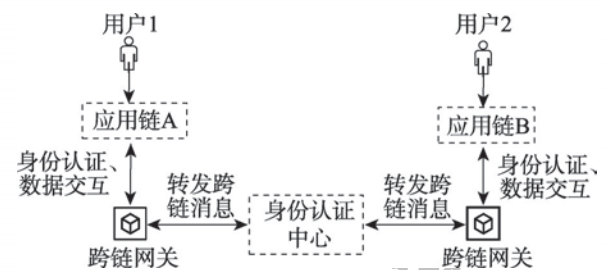 用户1
用户2
应用链A
应用链B
身份认证、
数据交互
转发跨
链消息
身份认证
中心
转发跨
链消息
身份认证、
数据交互
跨链网关
跨链网关